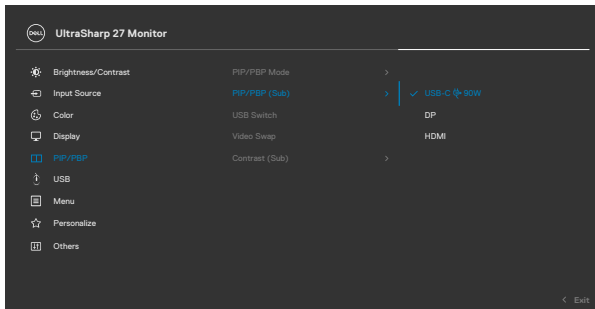 DELL UltraSharp 27 Monitor
Brightness/Contrast PIP/PBP Mode
Input Source PIP/PBP (Sub) USB-C 90W
Color USB Switch DP
Display Video Swap HDMI
PIP/PBP Contrast (Sub)
USB
Menu
Personalize
Others
Exit